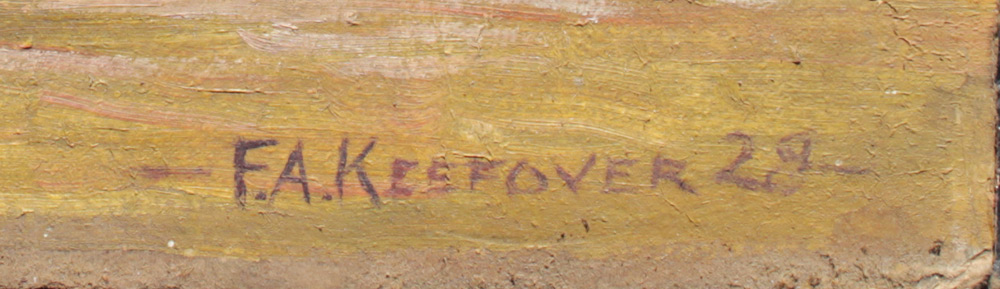 — F.A.KEEFOVER 29 —